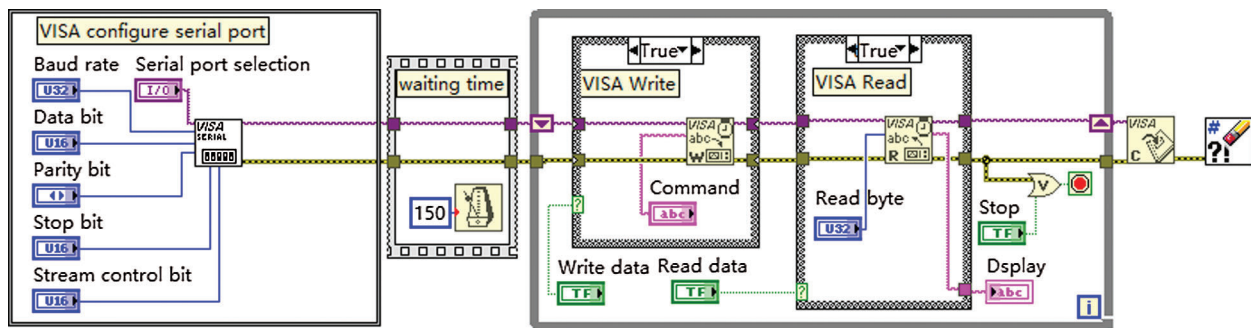 VISA configure serial port
Baud rate
Serial port selection
U32
I/O
Data bit
U16
VISA
SERIAL
Parity bit
Stop bit
U16
Stream control bit
U16
waiting time
150
True
VISA Write
VISA
abc
W
Command
abc
?
Write data
TF
True
VISA Read
VISA
abc
R
Read byte
U32
Read data
TF
?
Stop
TF
V
Dsplay
abc
i
VISA
C
#
?!